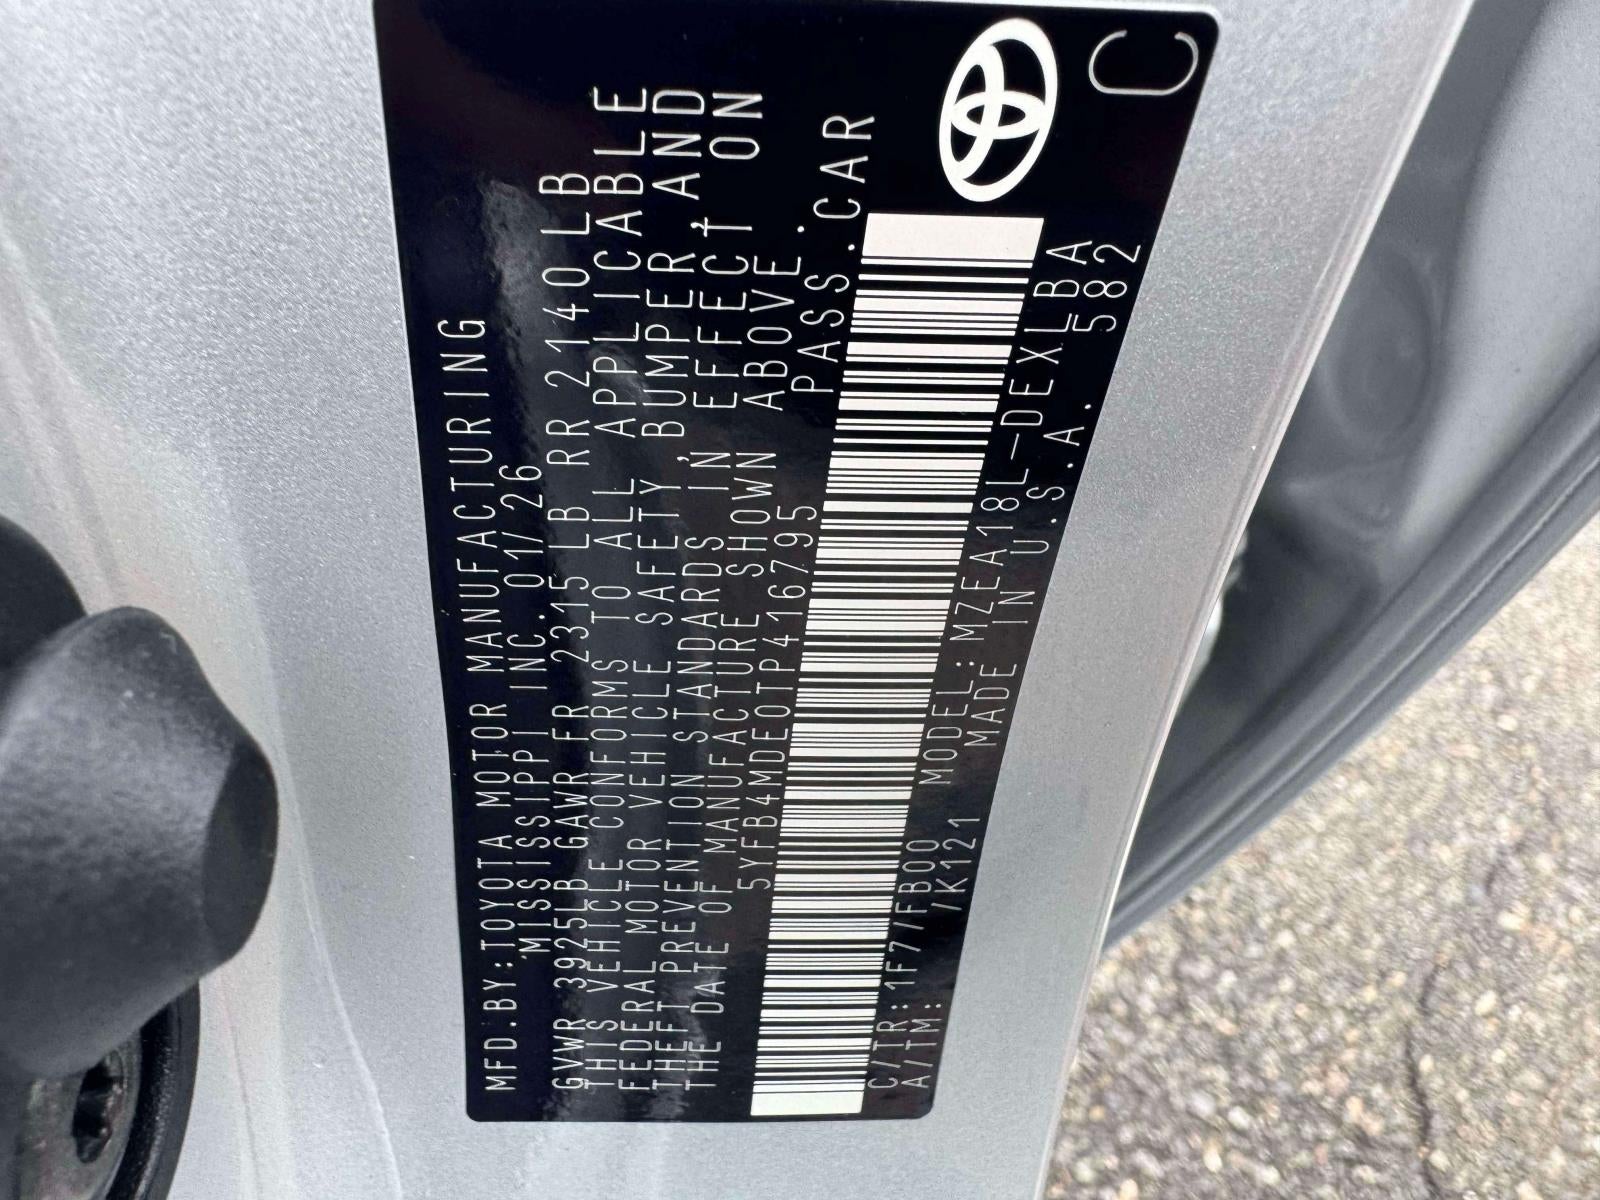 MFD.BY:TOYOTA MOTOR MANUFACTURING
MISSISSIPPI INC. 01/26
GVWR 3925LB GAWR FR 2315 LB RR 2140LB
THIS VEHICLE CONFORMS TO ALL APPLICABLE
FEDERAL MOTOR VEHICLE SAFETY, BUMPER AND
THEFT PREVENTION STANDARDS IN EFFECT ON
THE DATE OF MANUFACTURE SHOWN ABOVE.
5YFB4MDE0TP416795 PASS.CAR
C/TR:1F7/FB00 MODEL:MZEA18L-DEXLBA
A/TM: /K121 MADE IN U.S.A. 582
C